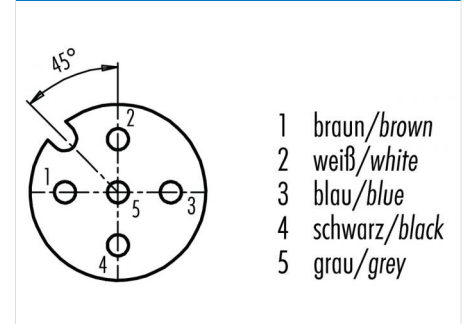 45°
2
1
3
5
4
1 braun/brown
2 weiß/white
3 blau/blue
4 schwarz/black
5 grau/grey